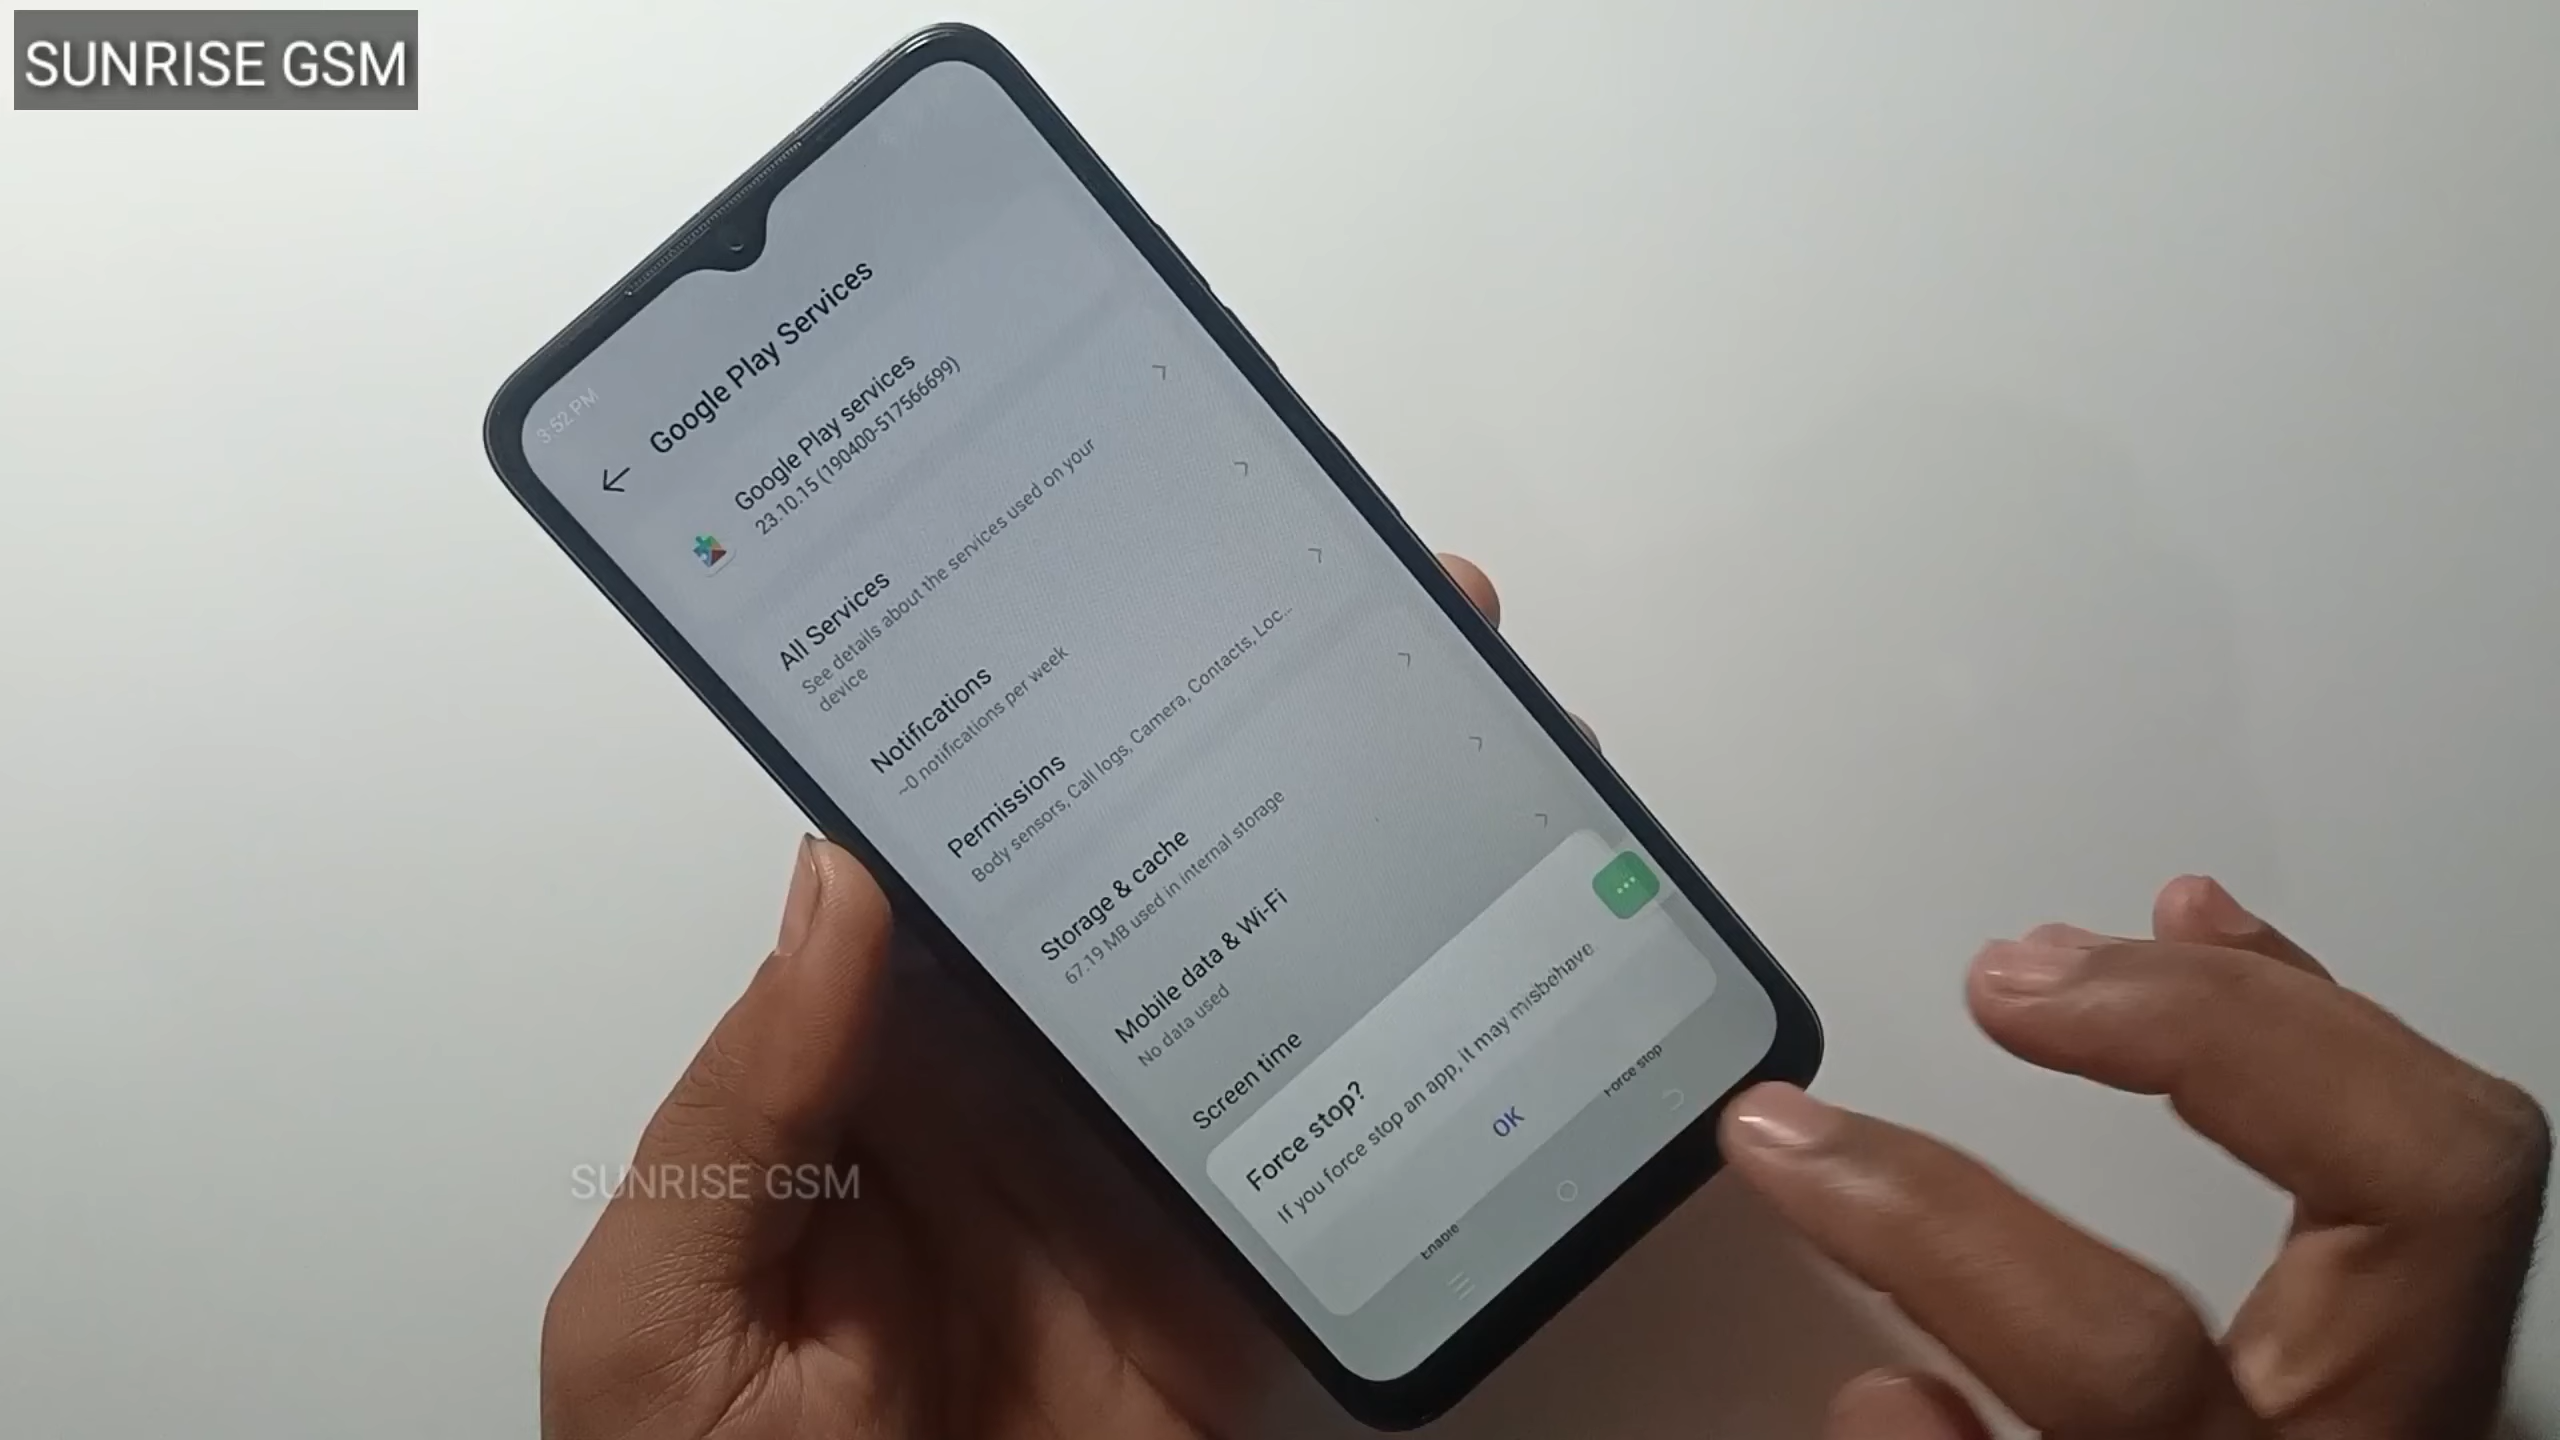 SUNRISE GSM
3:52 PM
Google Play Services
Google Play services
23.10.15 (190400-517566699)
All Services
See details about the services used on your
device
Notifications
~0 notifications per week
Permissions
Body sensors, Call logs, Camera, Contacts, Loc...
Storage & cache
67.19 MB used in internal storage
Mobile data & Wi-Fi
No data used
Screen time
Force stop?
If you force stop an app, it may misbehave.
OK
Enable
Force stop
SUNRISE GSM